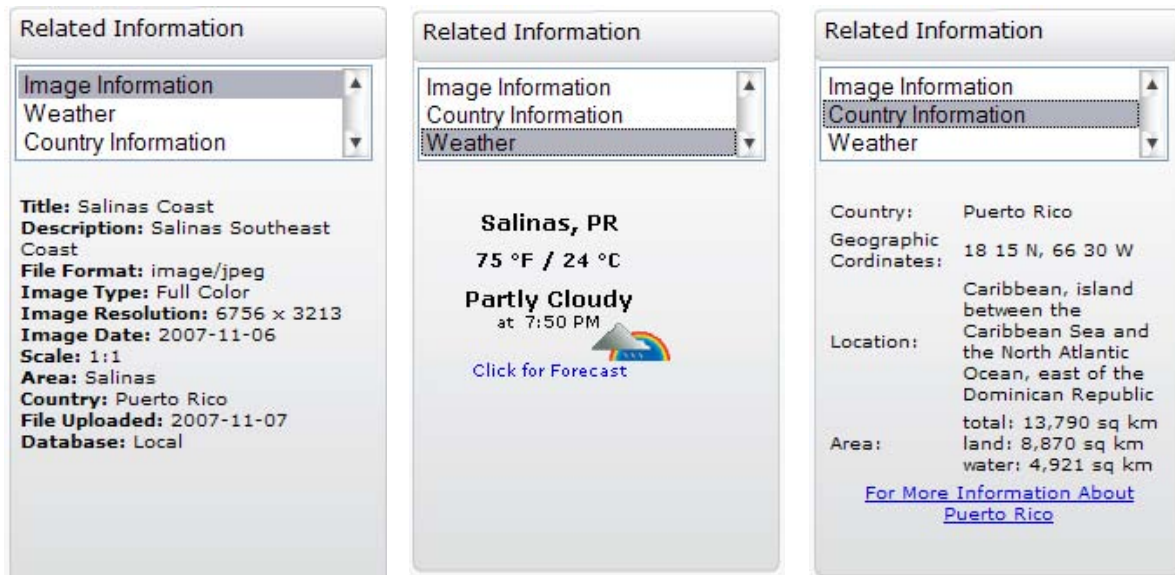 Related Information
Image Information
Weather
Country Information
Title: Salinas Coast
Description: Salinas Southeast
Coast
File Format: image/jpeg
Image Type: Full Color
Image Resolution: 6756 x 3213
Image Date: 2007-11-06
Scale: 1:1
Area: Salinas
Country: Puerto Rico
File Uploaded: 2007-11-07
Database: Local
Related Information
Image Information
Country Information
Weather
Salinas, PR
75 °F / 24 °C
Partly Cloudy
at 7:50 PM
Click for Forecast
Related Information
Image Information
Country Information
Weather
Country: Puerto Rico
Geographic
Cordinates: 18 15 N, 66 30 W
Location: Caribbean, island
between the
Caribbean Sea and
the North Atlantic
Ocean, east of the
Dominican Republic
Area: total: 13,790 sq km
land: 8,870 sq km
water: 4,921 sq km
For More Information About
Puerto Rico